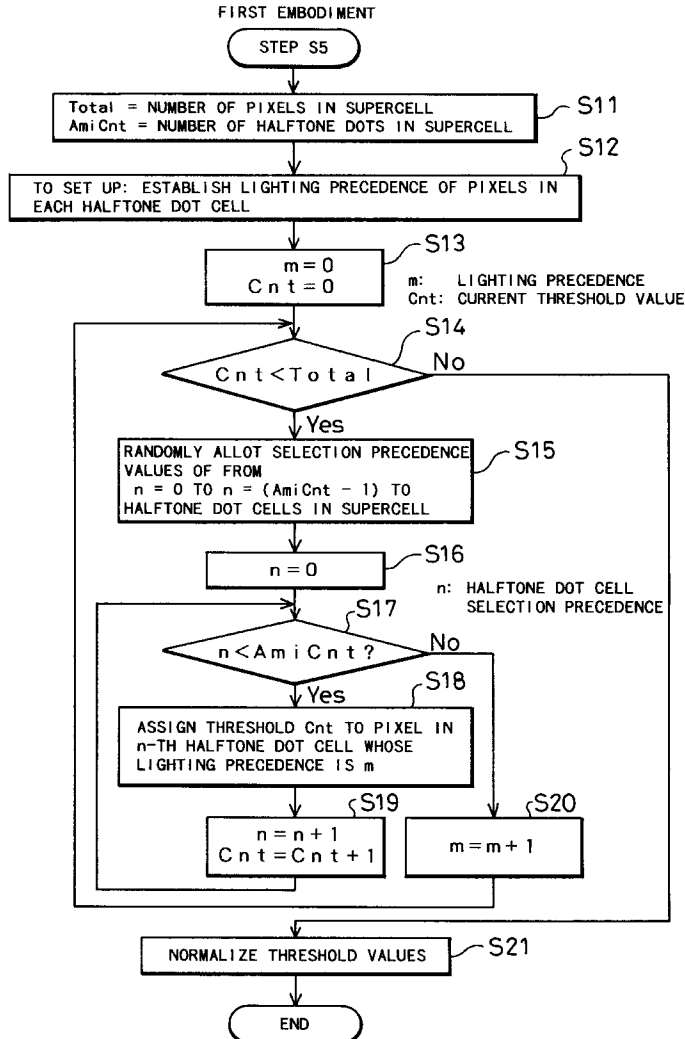 FIRST EMBODIMENT
STEP S5
Total = NUMBER OF PIXELS IN SUPERCELL
AmiCnt = NUMBER OF HALFTONE DOTS IN SUPERCELL
S11
S12
TO SET UP: ESTABLISH LIGHTING PRECEDENCE OF PIXELS IN
EACH HALFTONE DOT CELL
S13
m=0
Cnt=0
m: LIGHTING PRECEDENCE
Cnt: CURRENT THRESHOLD VALUE
S14
Cnt<Total
No
Yes
RANDOMLY ALLOT SELECTION PRECEDENCE
VALUES OF FROM
n = 0 TO n = (AmiCnt - 1) TO
HALFTONE DOT CELLS IN SUPERCELL
S15
S16
n=0
n: HALFTONE DOT CELL
SELECTION PRECEDENCE
S17
n<AmiCnt?
No
Yes
S18
ASSIGN THRESHOLD Cnt TO PIXEL IN
n-TH HALFTONE DOT CELL WHOSE
LIGHTING PRECEDENCE IS m
S19
n=n+1
Cnt=Cnt+1
S20
m=m+1
NORMALIZE THRESHOLD VALUES
S21
END